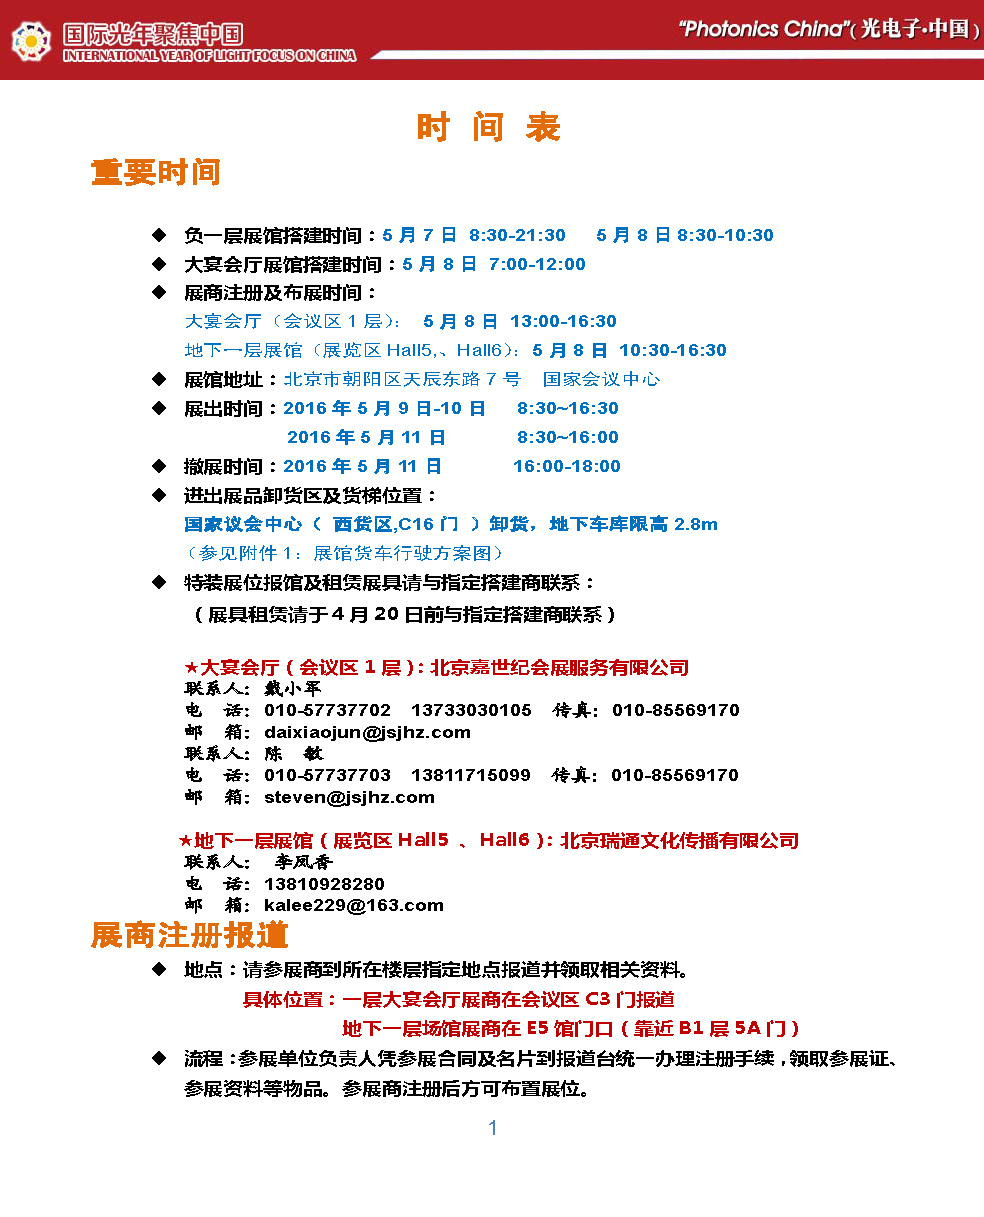 国际光年聚焦中国
INTERNATIONAL YEAR OF LIGHT FOCUS ON CHINA
"Photonics China"(光电子·中国)
时 间 表
重要时间
◆ 负一层展馆搭建时间：5 月 7 日 8:30-21:30 5 月 8 日 8:30-10:30
◆ 大宴会厅展馆搭建时间：5 月 8 日 7:00-12:00
◆ 展商注册及布展时间：
大宴会厅（会议区 1 层）： 5 月 8 日 13:00-16:30
地下一层展馆（展览区 Hall5,、Hall6）：5 月 8 日 10:30-16:30
◆ 展馆地址：北京市朝阳区天辰东路 7 号 国家会议中心
◆ 展出时间：2016 年 5 月 9 日-10 日 8:30~16:30
2016 年 5 月 11 日 8:30~16:00
◆ 撤展时间：2016 年 5 月 11 日 16:00-18:00
◆ 进出展品卸货区及货梯位置：
国家议会中心（ 西货区,C16 门 ）卸货，地下车库限高 2.8m
（参见附件 1：展馆货车行驶方案图）
◆ 特装展位报馆及租赁展具请与指定搭建商联系：
（展具租赁请于 4 月 20 日前与指定搭建商联系）
★大宴会厅（会议区 1 层）：北京嘉世纪会展服务有限公司
联系人：戴小军
电 话：010-57737702 13733030105 传真：010-85569170
邮 箱：daixiaojun@jsjhz.com
联系人：陈 敏
电 话：010-57737703 13811715099 传真：010-85569170
邮 箱：steven@jsjhz.com
★地下一层展馆（展览区 Hall5 、Hall6）：北京瑞通文化传播有限公司
联系人： 李凤香
电 话：13810928280
邮 箱：kalee229@163.com
展商注册报道
◆ 地点：请参展商到所在楼层指定地点报道并领取相关资料。
具体位置：一层大宴会厅展商在会议区 C3 门报道
地下一层场馆展商在 E5 馆门口（靠近 B1 层 5A 门）
◆ 流程：参展单位负责人凭参展合同及名片到报道台统一办理注册手续，领取参展证、
参展资料等物品。参展商注册后方可布置展位。
1